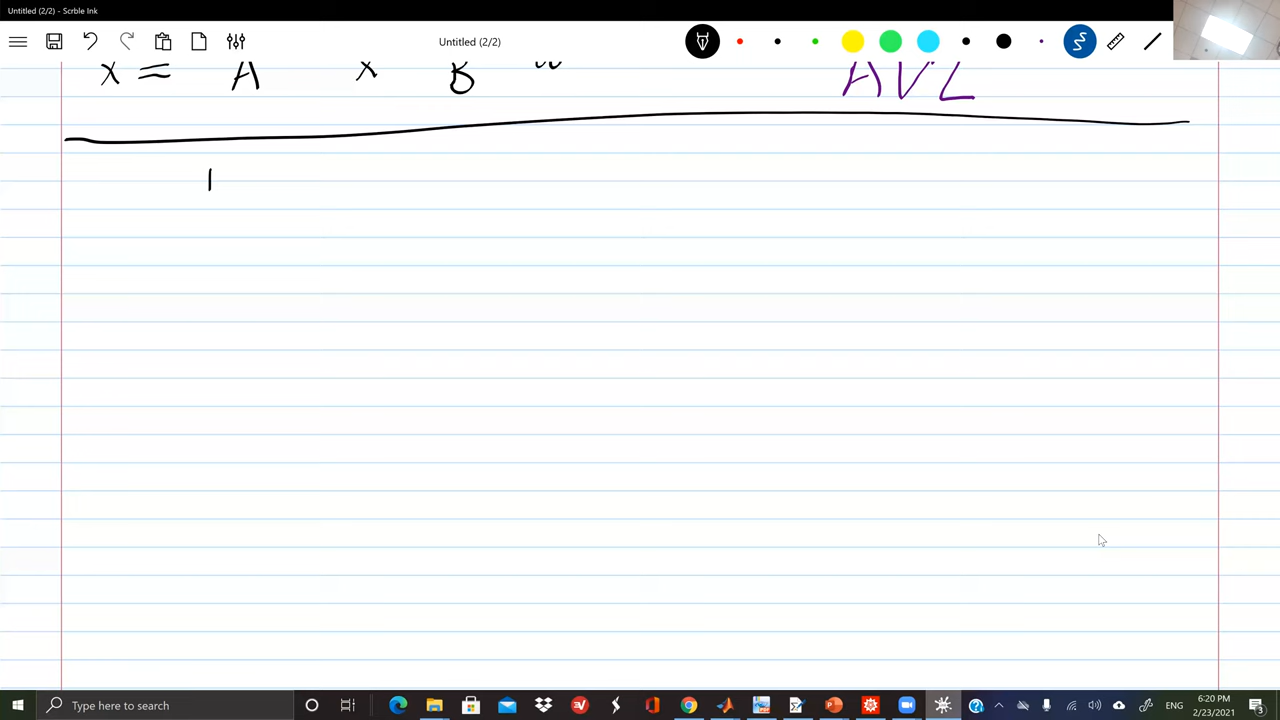 Untitled (2/2) - Scrble Ink
Untitled (2/2)
x = A x B
AVL
Type here to search
ENG
6:20 PM
2/23/2021
3